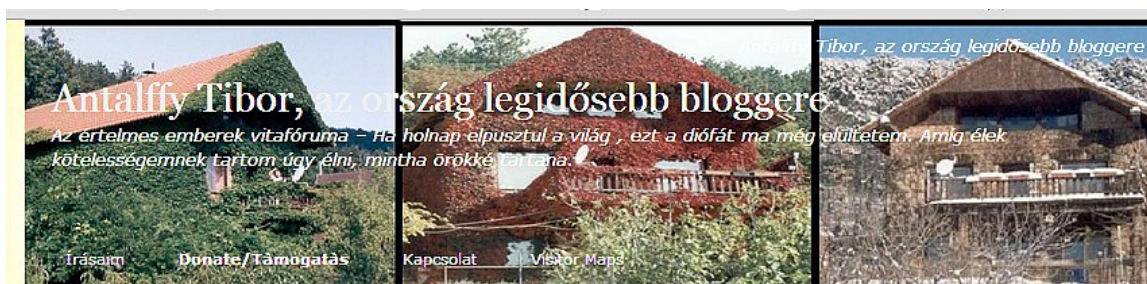 Antalffy Tibor, az ország legidősebb bloggere
Antalffy Tibor, az ország legidősebb bloggere
Az értelmes emberek vitafóruma – Ha holnap elpusztul a világ , ezt a diófát ma még elültetem. Amíg élek
kötelességemnek tartom úgy élni, mintha örökké tartana.
Írásaim Donate/Támogatás Kapcsolat Visitor Maps